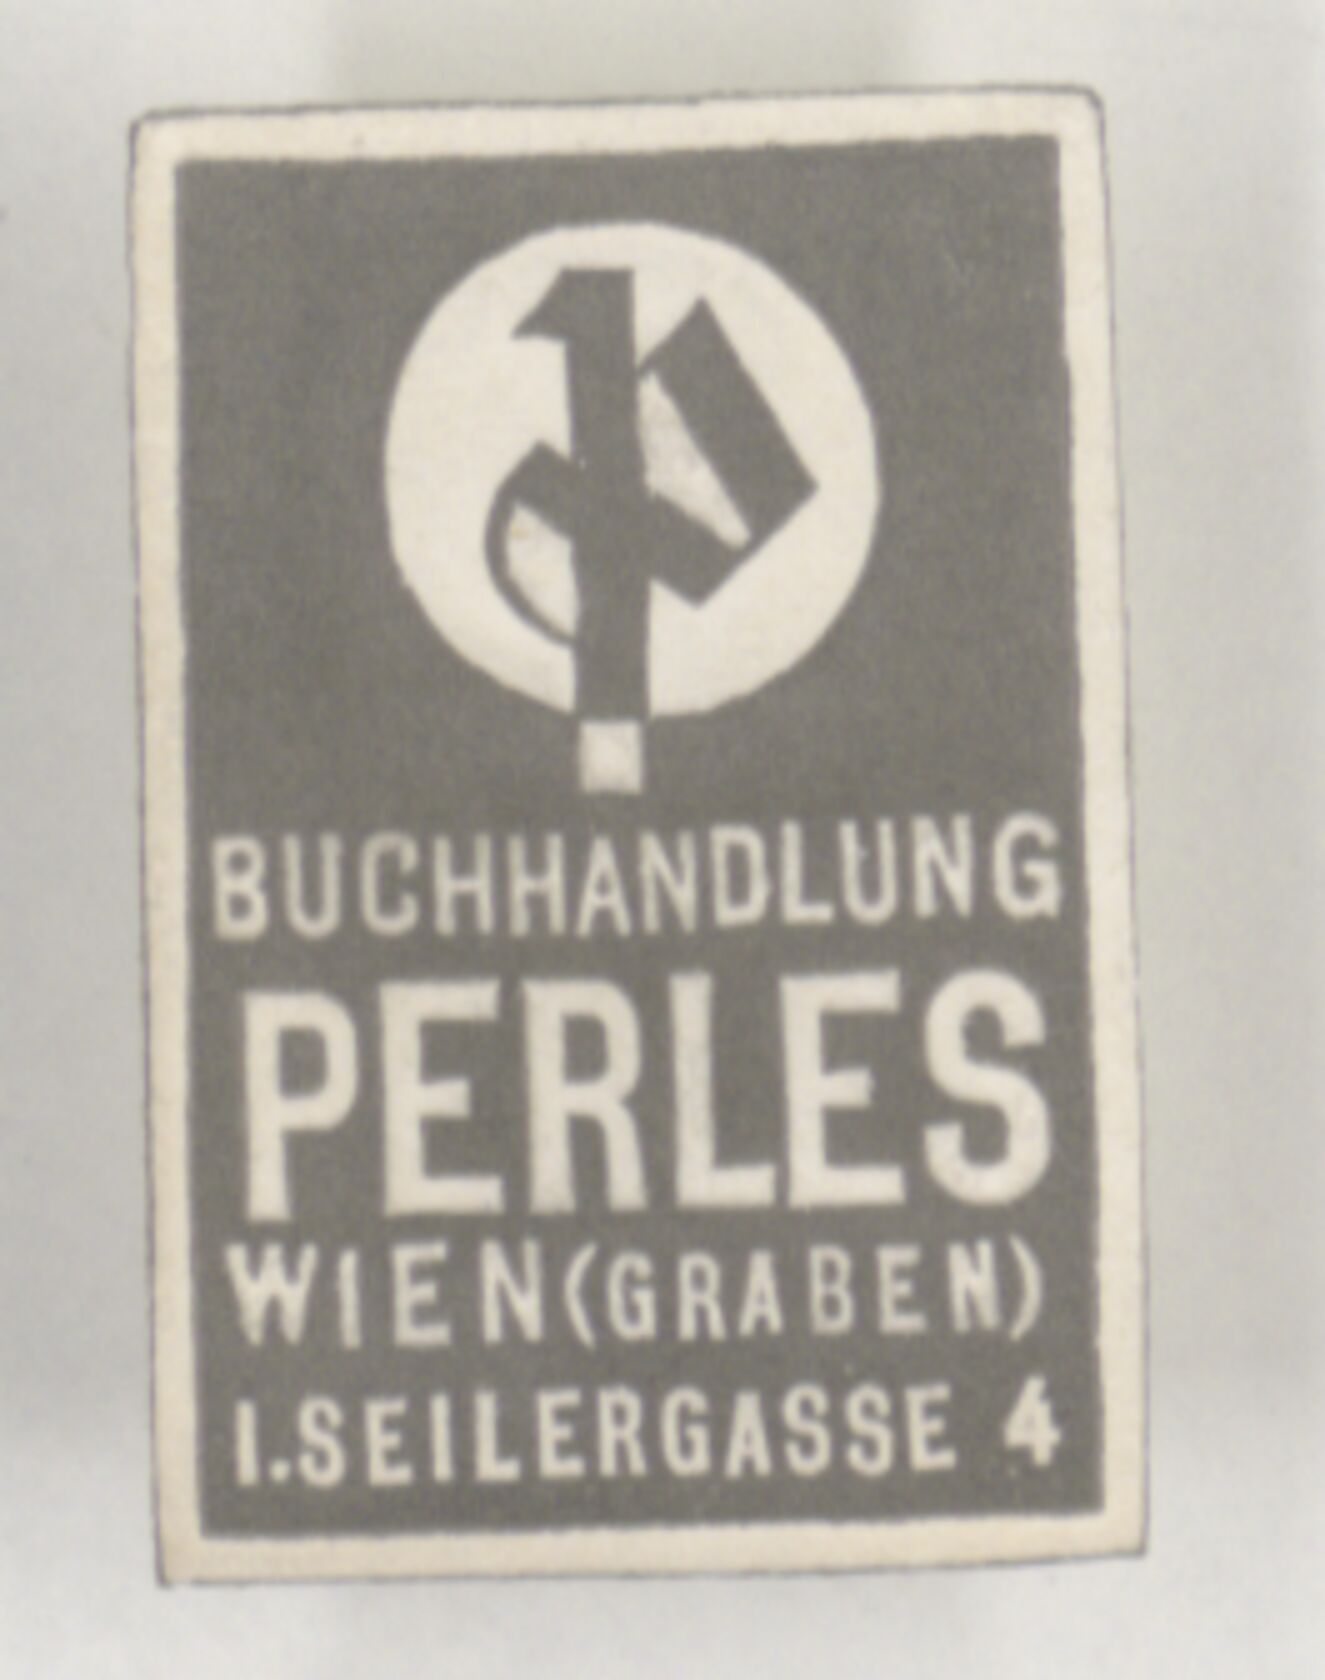 P
BUCHHANDLUNG
PERLES
WIEN (GRABEN)
I. SEILERGASSE 4